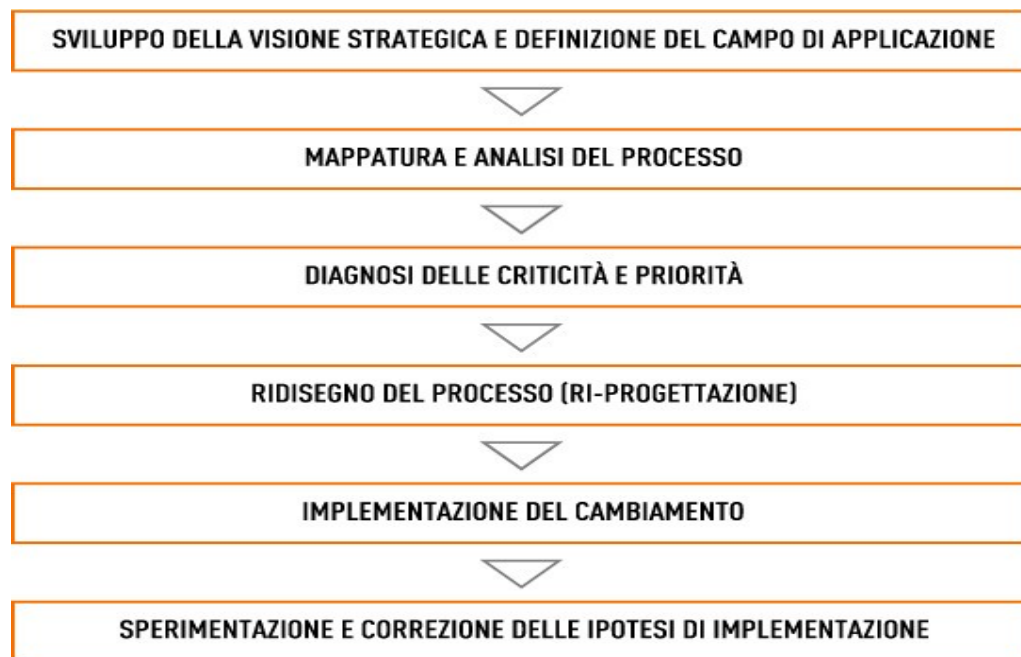 SVILUPPO DELLA VISIONE STRATEGICA E DEFINIZIONE DEL CAMPO DI APPLICAZIONE
MAPPATURA E ANALISI DEL PROCESSO
DIAGNOSI DELLE CRITICITÀ E PRIORITÀ
RIDISEGNO DEL PROCESSO (RI-PROGETTAZIONE)
IMPLEMENTAZIONE DEL CAMBIAMENTO
SPERIMENTAZIONE E CORREZIONE DELLE IPOTESI DI IMPLEMENTAZIONE